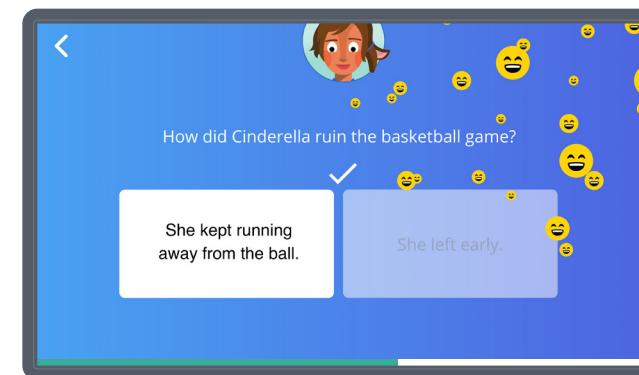 How did Cinderella ruin the basketball game?
She kept running
away from the ball.
She left early.